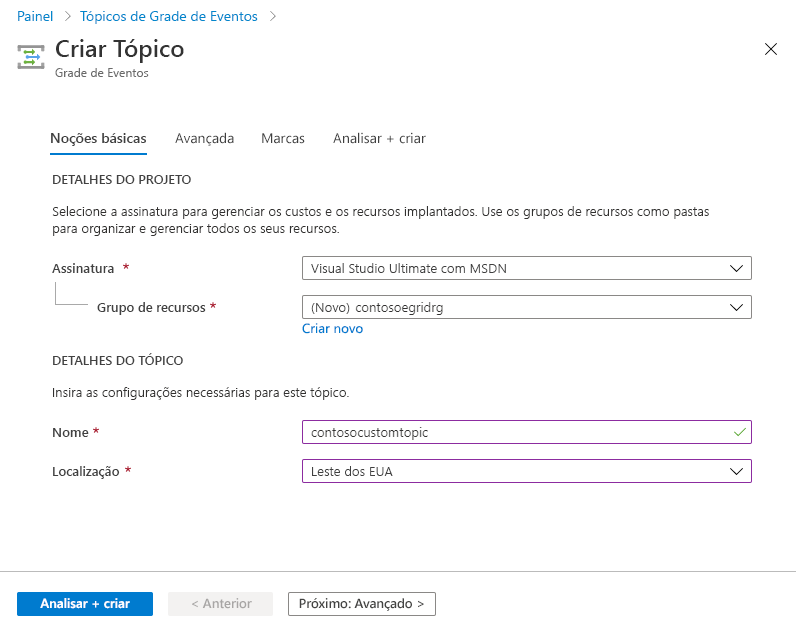 Painel > Tópicos de Grade de Eventos >
Criar Tópico
Grade de Eventos
Noções básicas Avançada Marcas Analisar + criar
DETALHES DO PROJETO
Selecione a assinatura para gerenciar os custos e os recursos implantados. Use os grupos de recursos como pastas
para organizar e gerenciar todos os seus recursos.
Assinatura * Visual Studio Ultimate com MSDN
Grupo de recursos * (Novo) contosoegridrg
Criar novo
DETALHES DO TÓPICO
Insira as configurações necessárias para este tópico.
Nome * contosocustomtopic
Localização * Leste dos EUA
Analisar + criar < Anterior Próximo: Avançado >